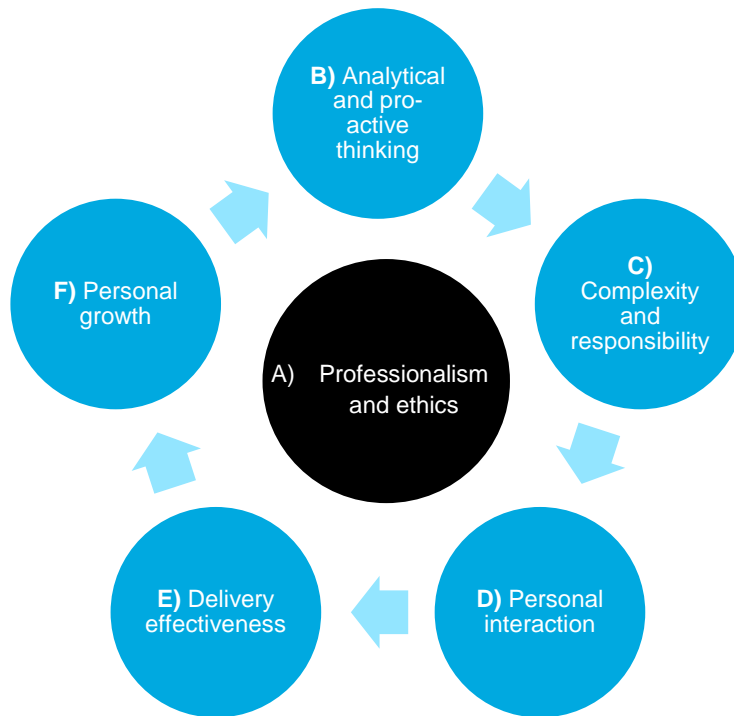 B) Analytical
and pro-
active
thinking
C)
Complexity
and
responsibility
D) Personal
interaction
E) Delivery
effectiveness
F) Personal
growth
A) Professionalism
and ethics